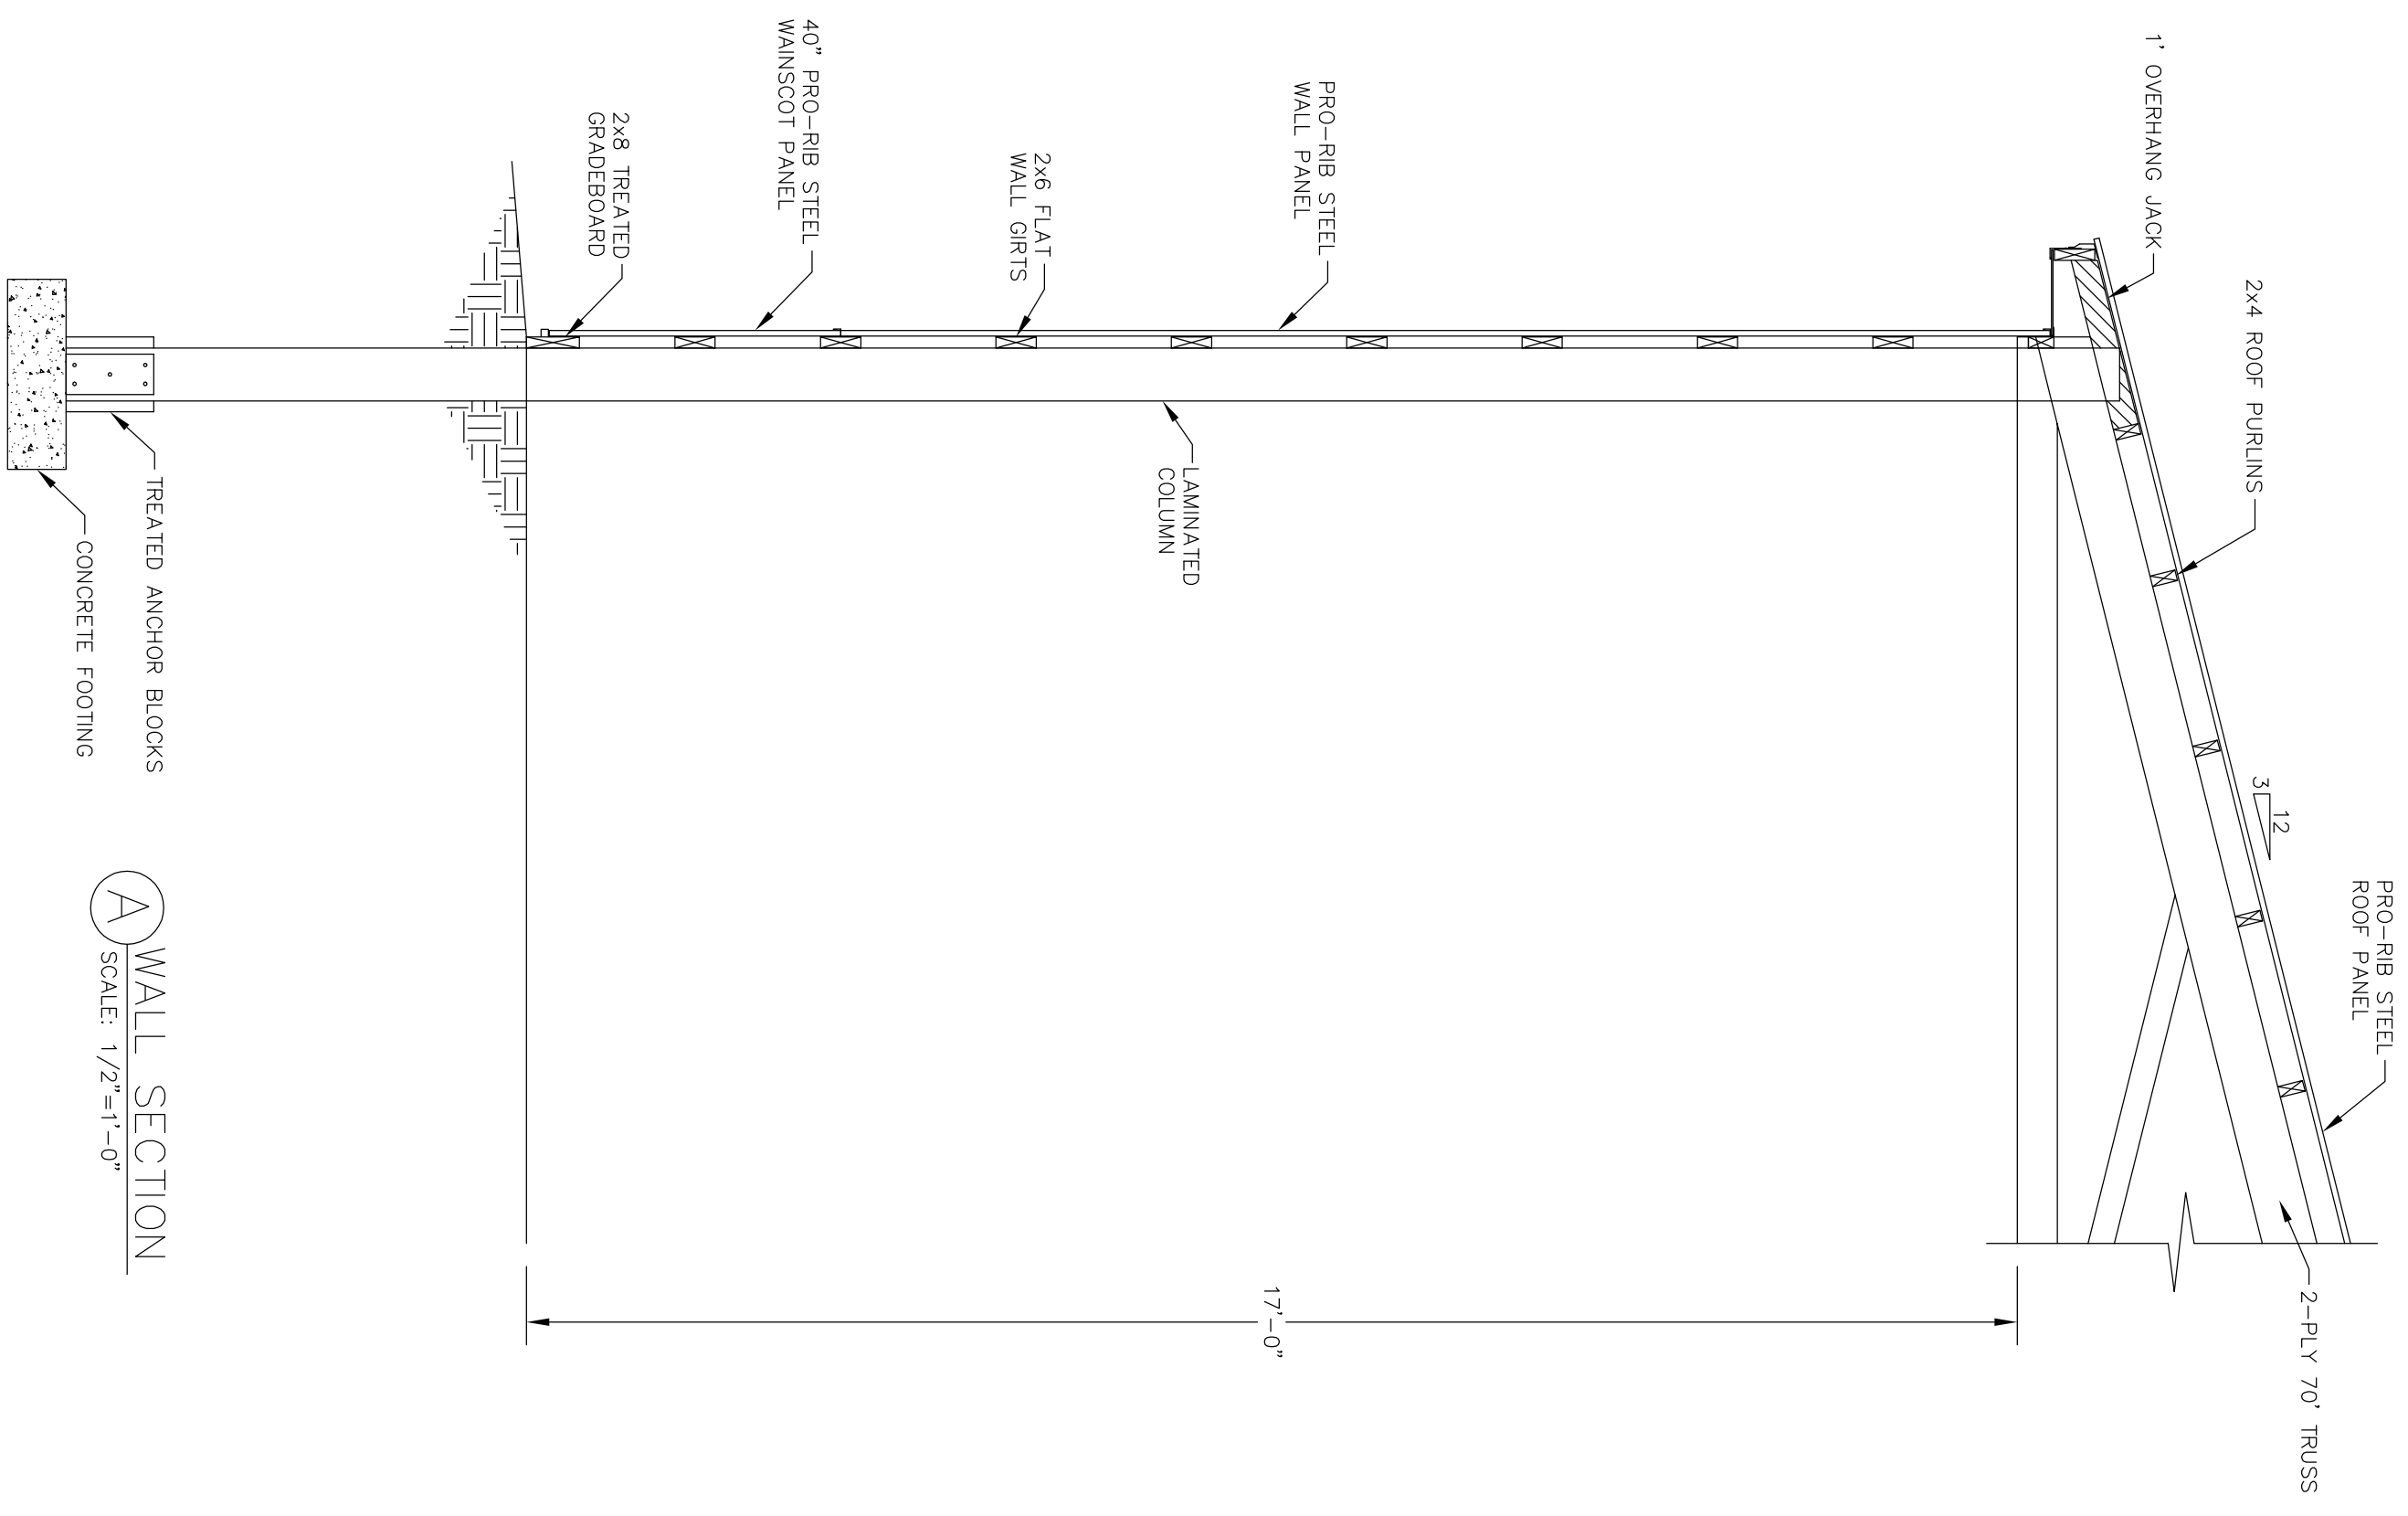 PRO-RIB STEEL
ROOF PANEL
12
3
2-PLY 70' TRUSS
2x4 ROOF PURLINS
1' OVERHANG JACK
PRO-RIB STEEL
WALL PANEL
17'-0"
LAMINATED
COLUMN
2x6 FLAT
WALL GIRTS
40" PRO-RIB STEEL
WAINSCOT PANEL
2x8 TREATED
GRADEBOARD
TREATED ANCHOR BLOCKS
CONCRETE FOOTING
A
WALL SECTION
SCALE: 1/2"=1'-0"